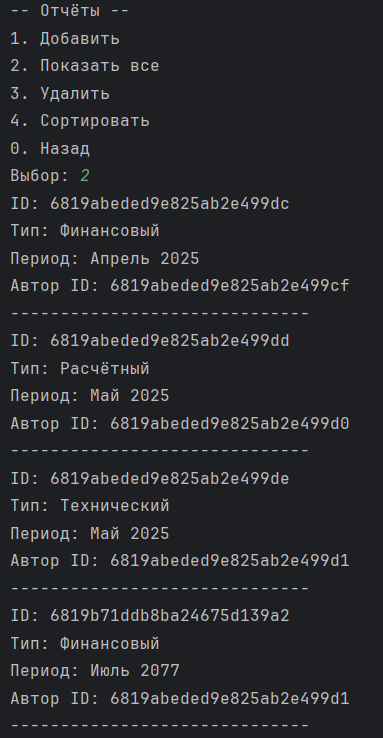 -- Отчёты --
1. Добавить
2. Показать все
3. Удалить
4. Сортировать
0. Назад
Выбор: 2
ID: 6819abeded9e825ab2e499dc
Тип: Финансовый
Период: Апрель 2025
Автор ID: 6819abeded9e825ab2e499cf
------------------------------
ID: 6819abeded9e825ab2e499dd
Тип: Расчётный
Период: Май 2025
Автор ID: 6819abeded9e825ab2e499d0
------------------------------
ID: 6819abeded9e825ab2e499de
Тип: Технический
Период: Май 2025
Автор ID: 6819abeded9e825ab2e499d1
------------------------------
ID: 6819b71ddb8ba24675d139a2
Тип: Финансовый
Период: Июль 2077
Автор ID: 6819abeded9e825ab2e499d1
------------------------------